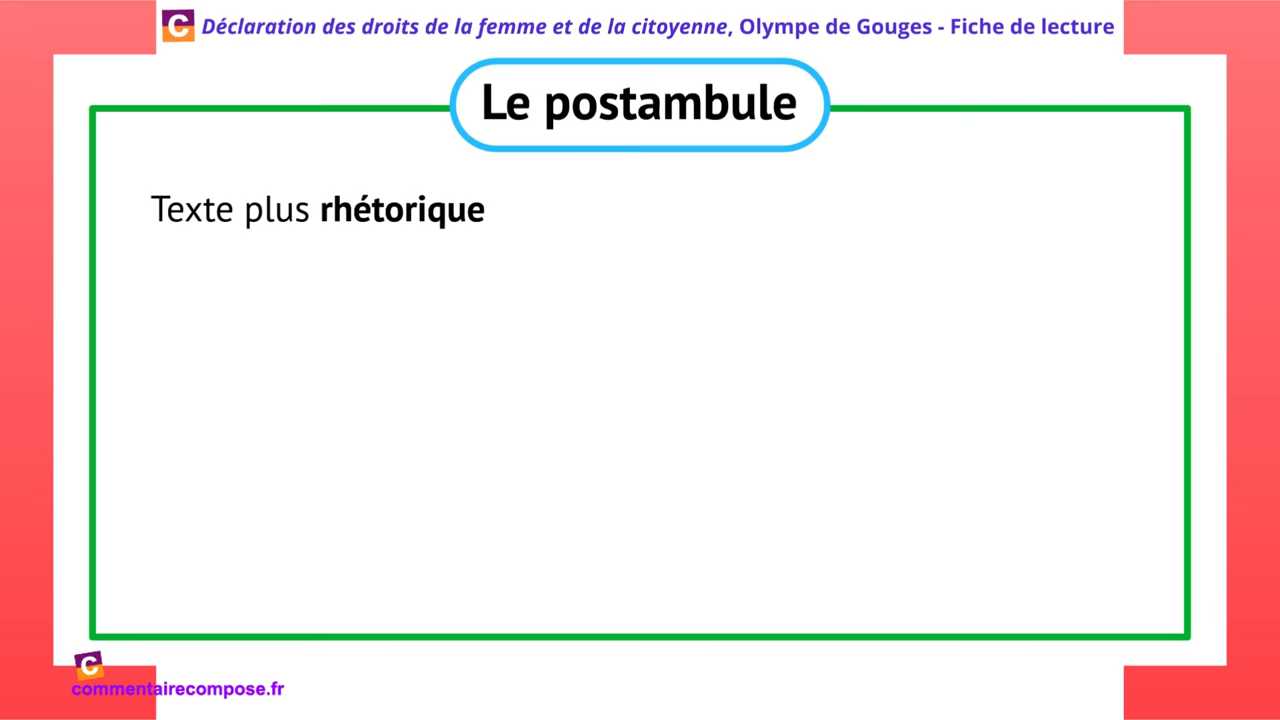 C Déclaration des droits de la femme et de la citoyenne, Olympe de Gouges - Fiche de lecture
Le postambule
Texte plus rhétorique
C
commentairecompose.fr